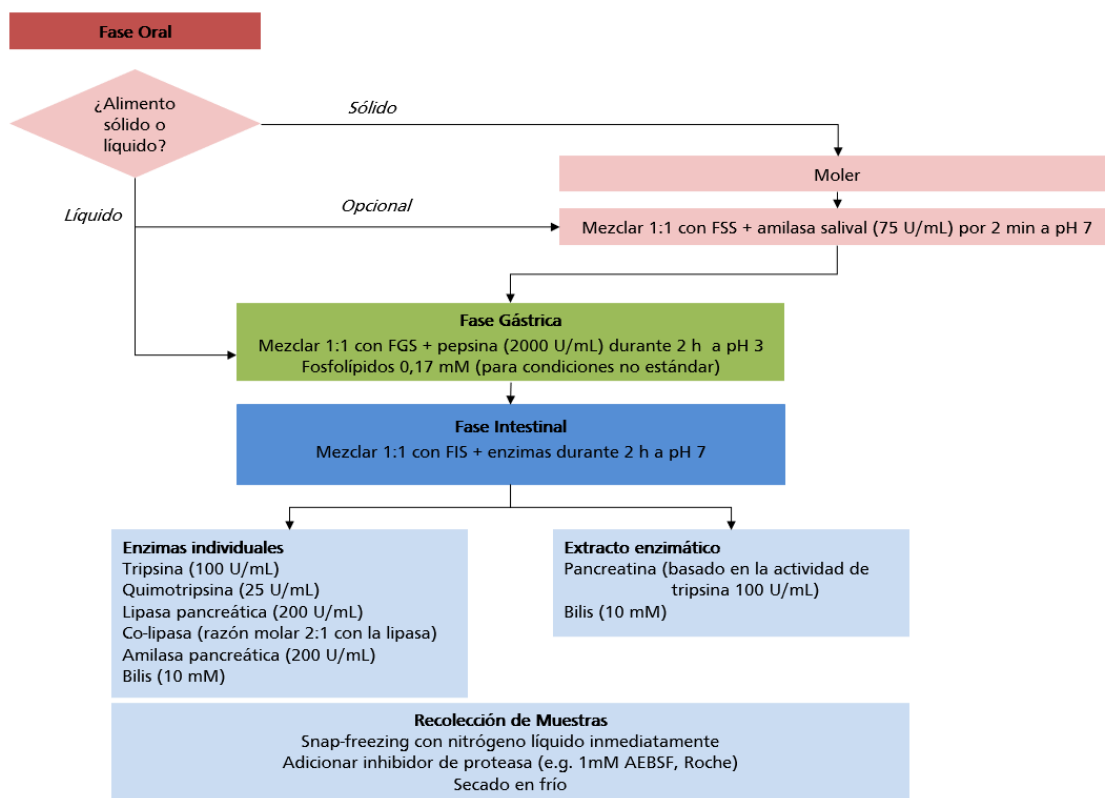 Fase Oral
¿Alimento
sólido o
líquido?
Sólido
Moler
Líquido
Opcional
Mezclar 1:1 con FSS + amilasa salival (75 U/mL) por 2 min a pH 7
Fase Gástrica
Mezclar 1:1 con FGS + pepsina (2000 U/mL) durante 2 h a pH 3
Fosfolípidos 0,17 mM (para condiciones no estándar)
Fase Intestinal
Mezclar 1:1 con FIS + enzimas durante 2 h a pH 7
Enzimas individuales
Tripsina (100 U/mL)
Quimotripsina (25 U/mL)
Lipasa pancreática (200 U/mL)
Co-lipasa (razón molar 2:1 con la lipasa)
Amilasa pancreática (200 U/mL)
Bilis (10 mM)
Extracto enzimático
Pancreatina (basado en la actividad de
tripsina 100 U/mL)
Bilis (10 mM)
Recolección de Muestras
Snap-freezing con nitrógeno líquido inmediatamente
Adicionar inhibidor de proteasa (e.g. 1mM AEBSF, Roche)
Secado en frío